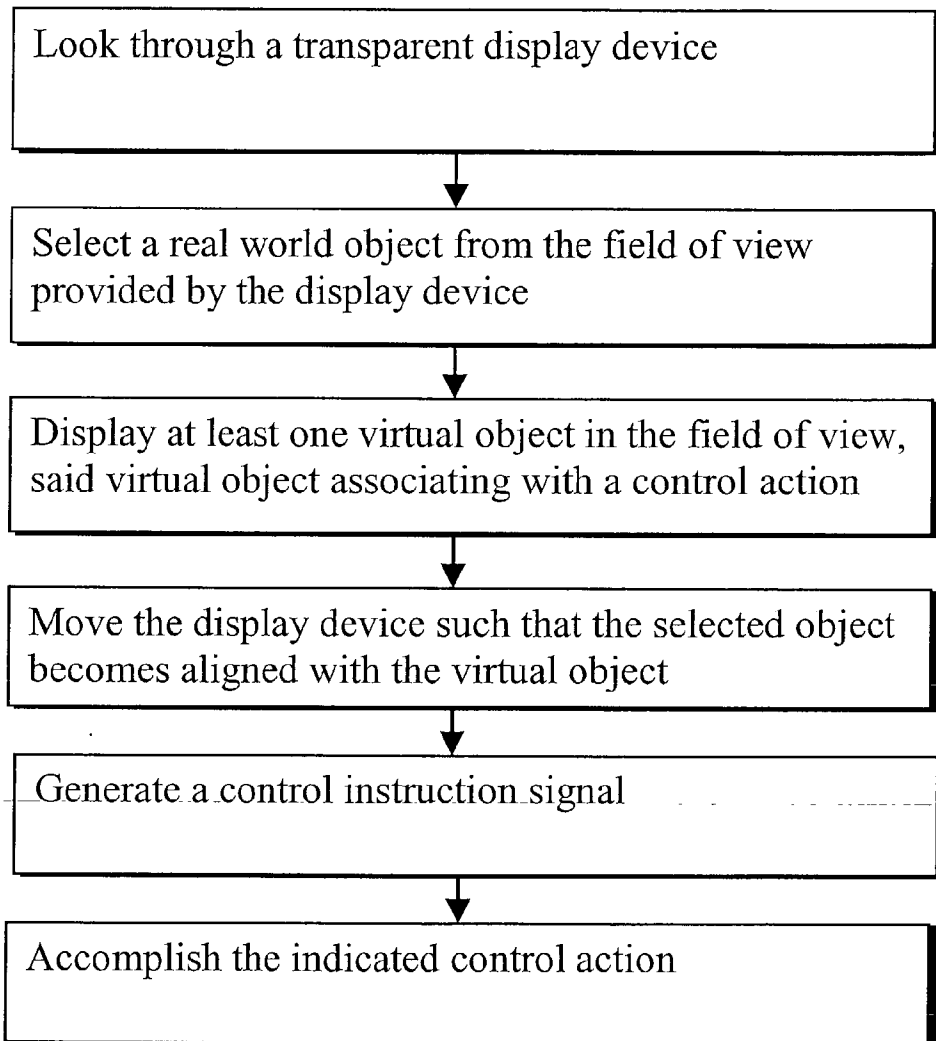 Look through a transparent display device
Select a real world object from the field of view
provided by the display device
Display at least one virtual object in the field of view,
said virtual object associating with a control action
Move the display device such that the selected object
becomes aligned with the virtual object
Generate a control instruction signal
Accomplish the indicated control action